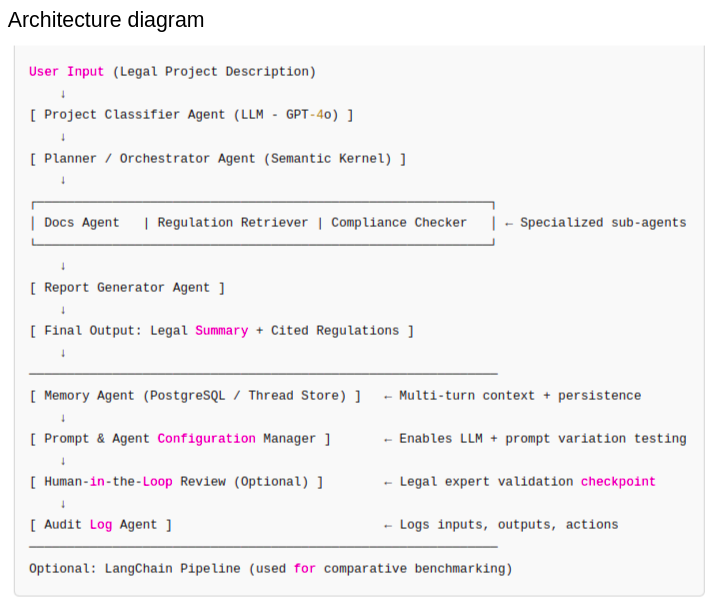 Architecture diagram
User Input (Legal Project Description)
↓
[ Project Classifier Agent (LLM - GPT-4o) ]
↓
[ Planner / Orchestrator Agent (Semantic Kernel) ]
↓
| Docs Agent | Regulation Retriever | Compliance Checker | ← Specialized sub-agents
↓
[ Report Generator Agent ]
↓
[ Final Output: Legal Summary + Cited Regulations ]
↓
[ Memory Agent (PostgreSQL / Thread Store) ] ← Multi-turn context + persistence
↓
[ Prompt & Agent Configuration Manager ] ← Enables LLM + prompt variation testing
↓
[ Human-in-the-Loop Review (Optional) ] ← Legal expert validation checkpoint
↓
[ Audit Log Agent ] ← Logs inputs, outputs, actions
Optional: LangChain Pipeline (used for comparative benchmarking)